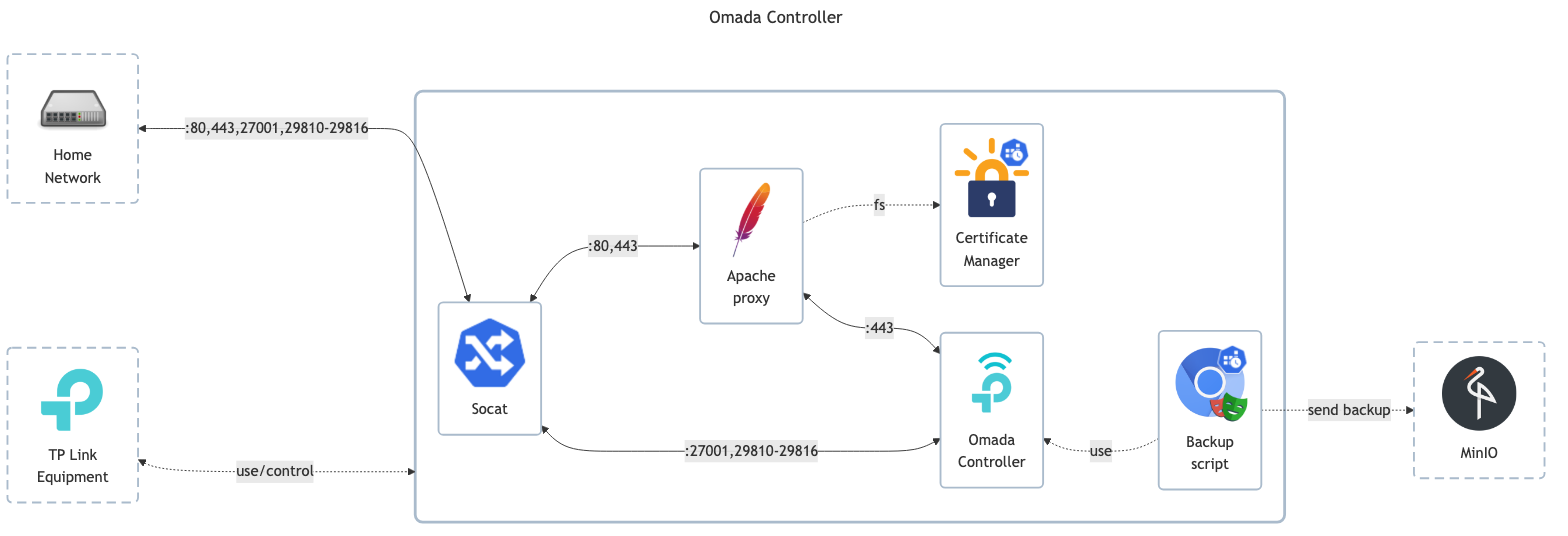 Omada Controller
Home
Network
:80,443,27001,29810-29816
TP Link
Equipment
use/control
Socat
:80,443
Apache
proxy
fs
Certificate
Manager
:443
:27001,29810-29816
Omada
Controller
use
Backup
script
send backup
MinIO